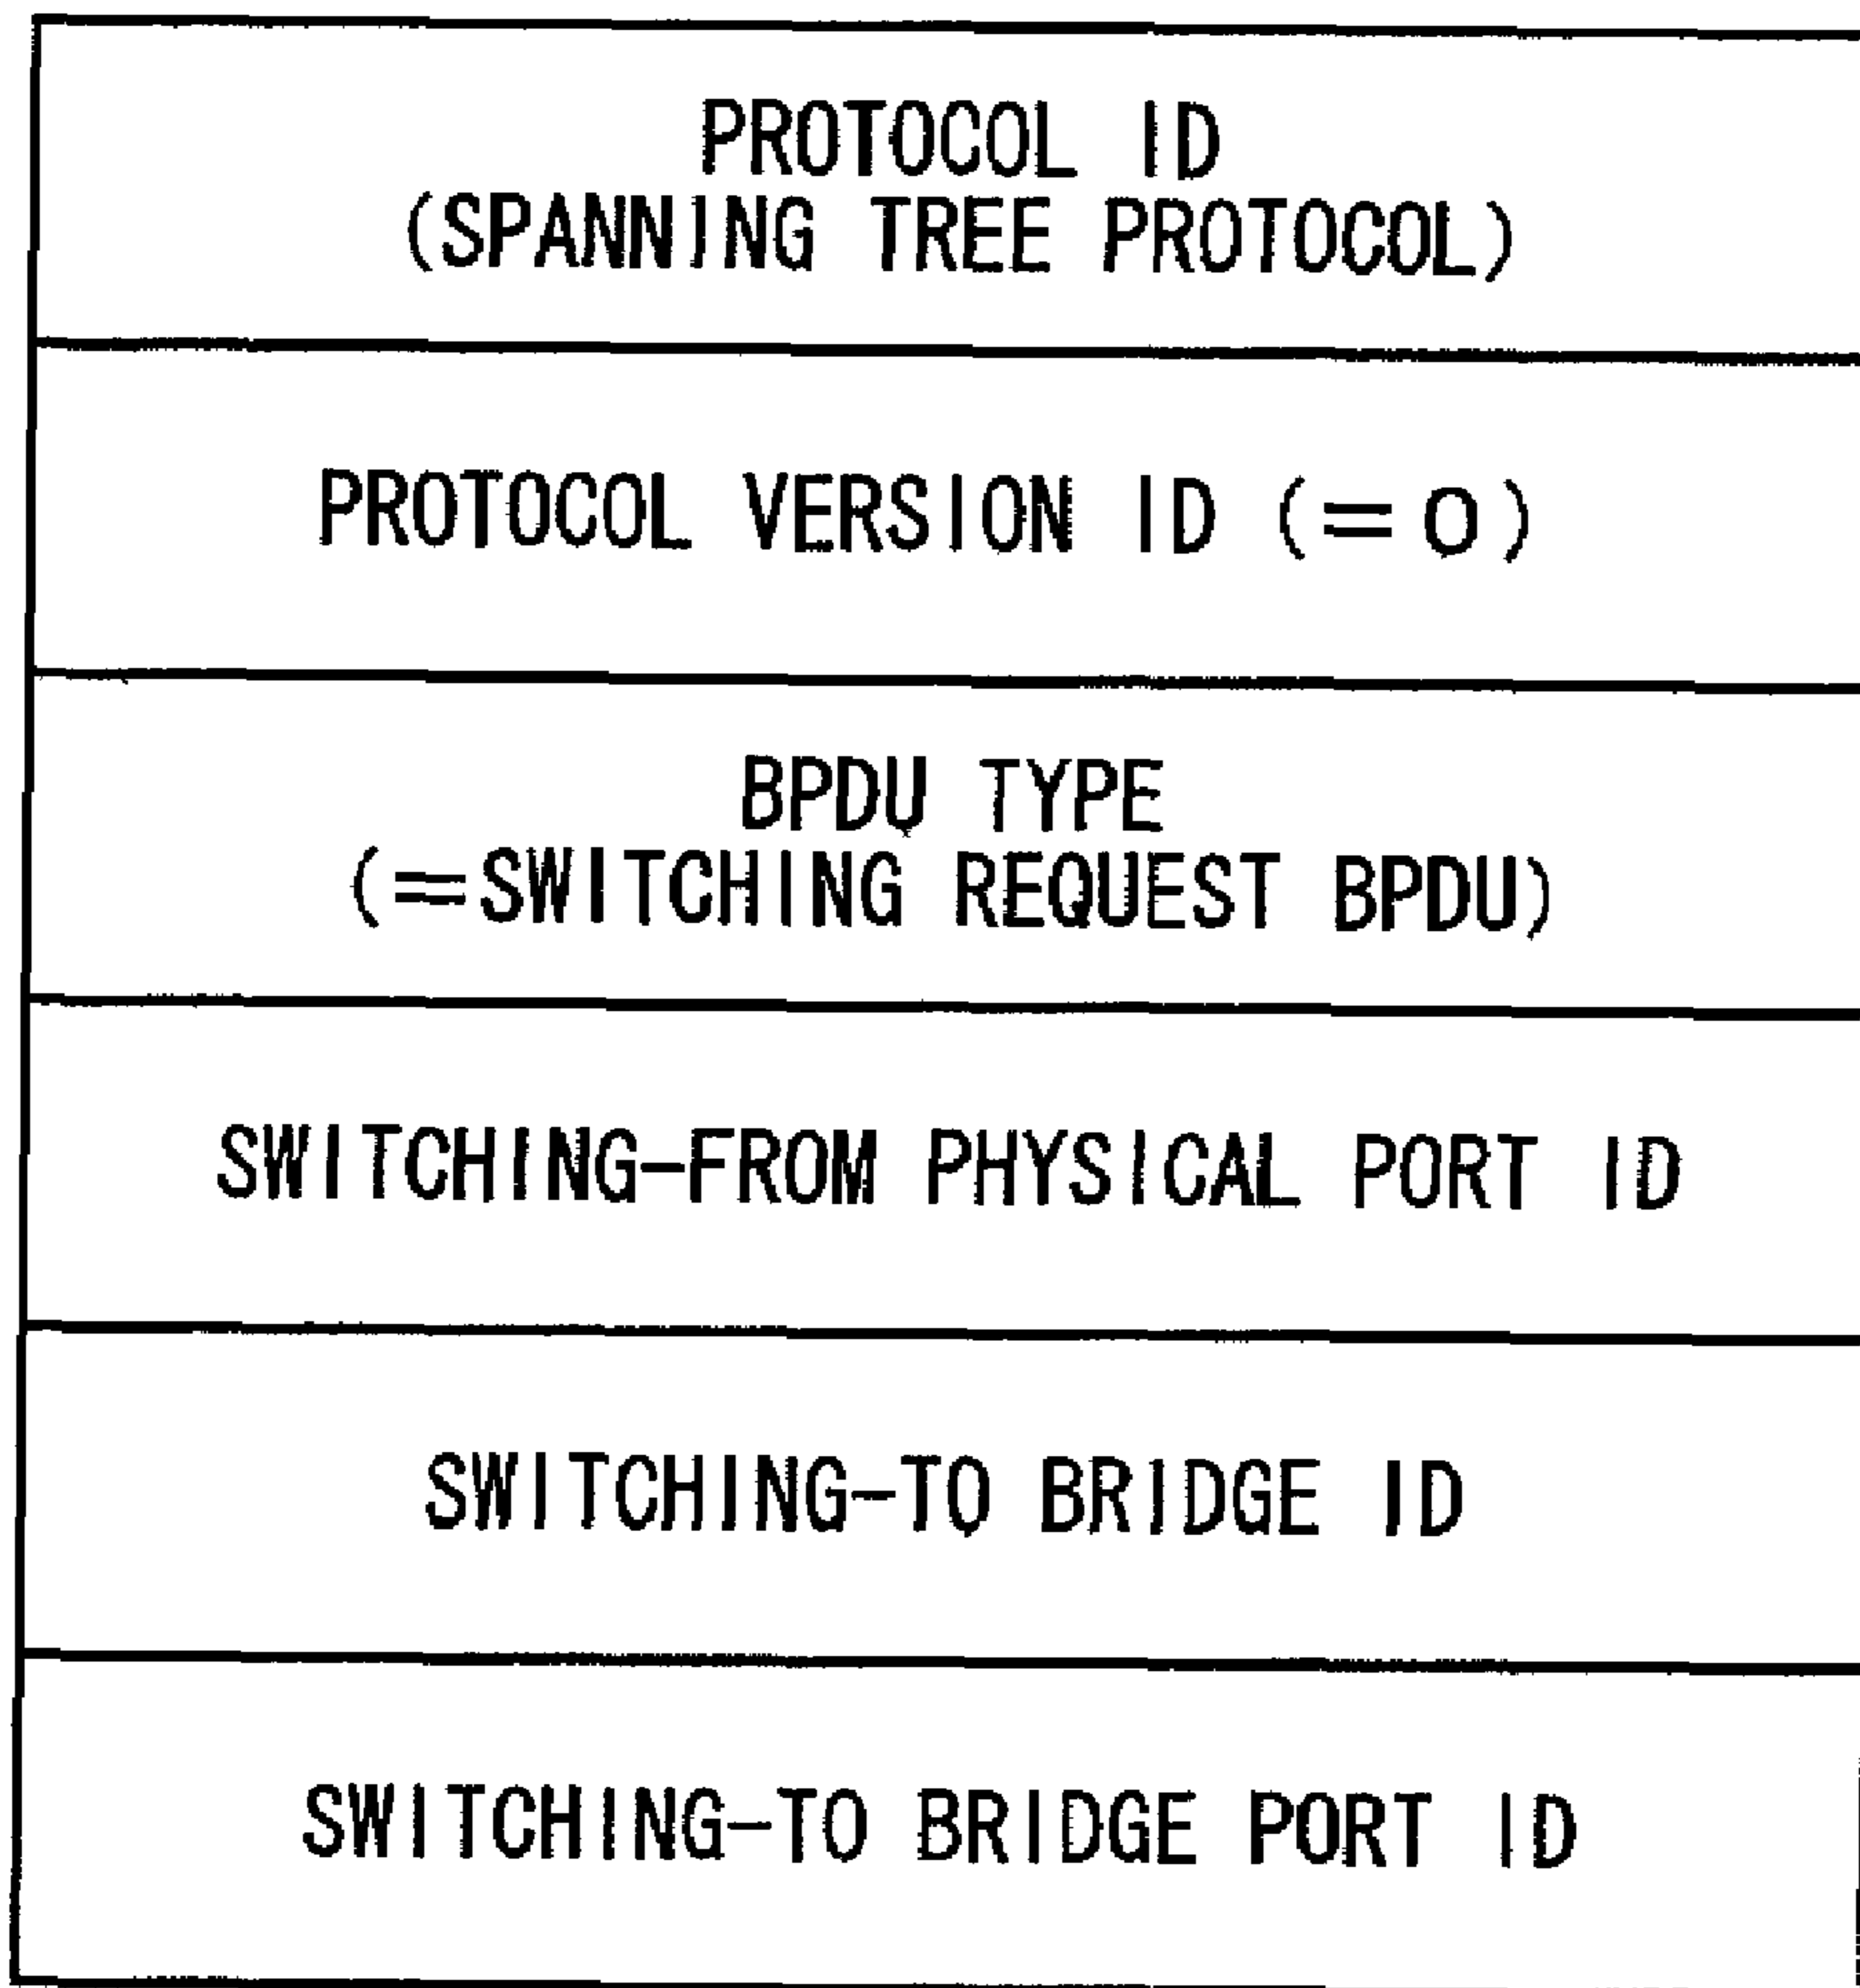 PROTOCOL ID
(SPANNING TREE PROTOCOL)
PROTOCOL VERSION ID (=0)
BPDU TYPE
(=SWITCHING REQUEST BPDU)
SWITCHING-FROM PHYSICAL PORT ID
SWITCHING-TO BRIDGE ID
SWITCHING-TO BRIDGE PORT ID